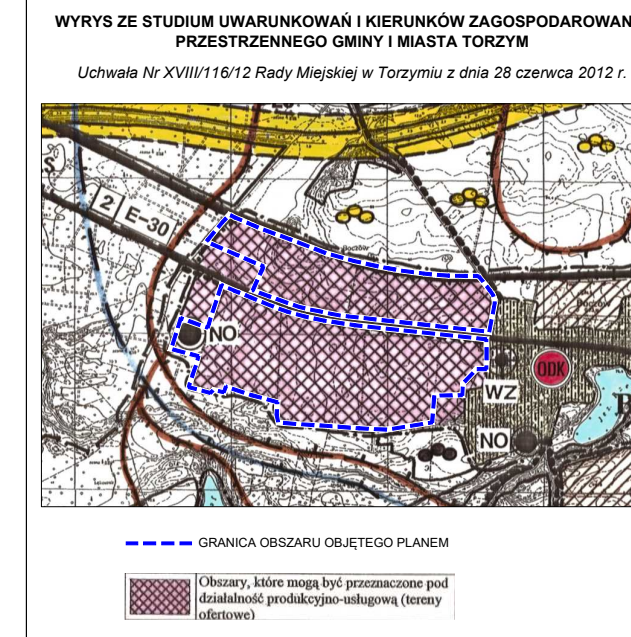 WYRYS ZE STUDIUM UWARUNKOWAŃ I KIERUNKÓW ZAGOSPODAROWAN
PRZESTRZENNEGO GMINY I MIASTA TORZYM
Uchwała Nr XVIII/116/12 Rady Miejskiej w Torzymiu z dnia 28 czerwca 2012 r.
S
2 E-30
Boczów
Boczów
NO
ODK
WZ
NO
GRANICA OBSZARU OBJĘTEGO PLANEM
Obszary, które mogą być przeznaczone pod
działalność produkcyjno-usługową (tereny
ofertowe)